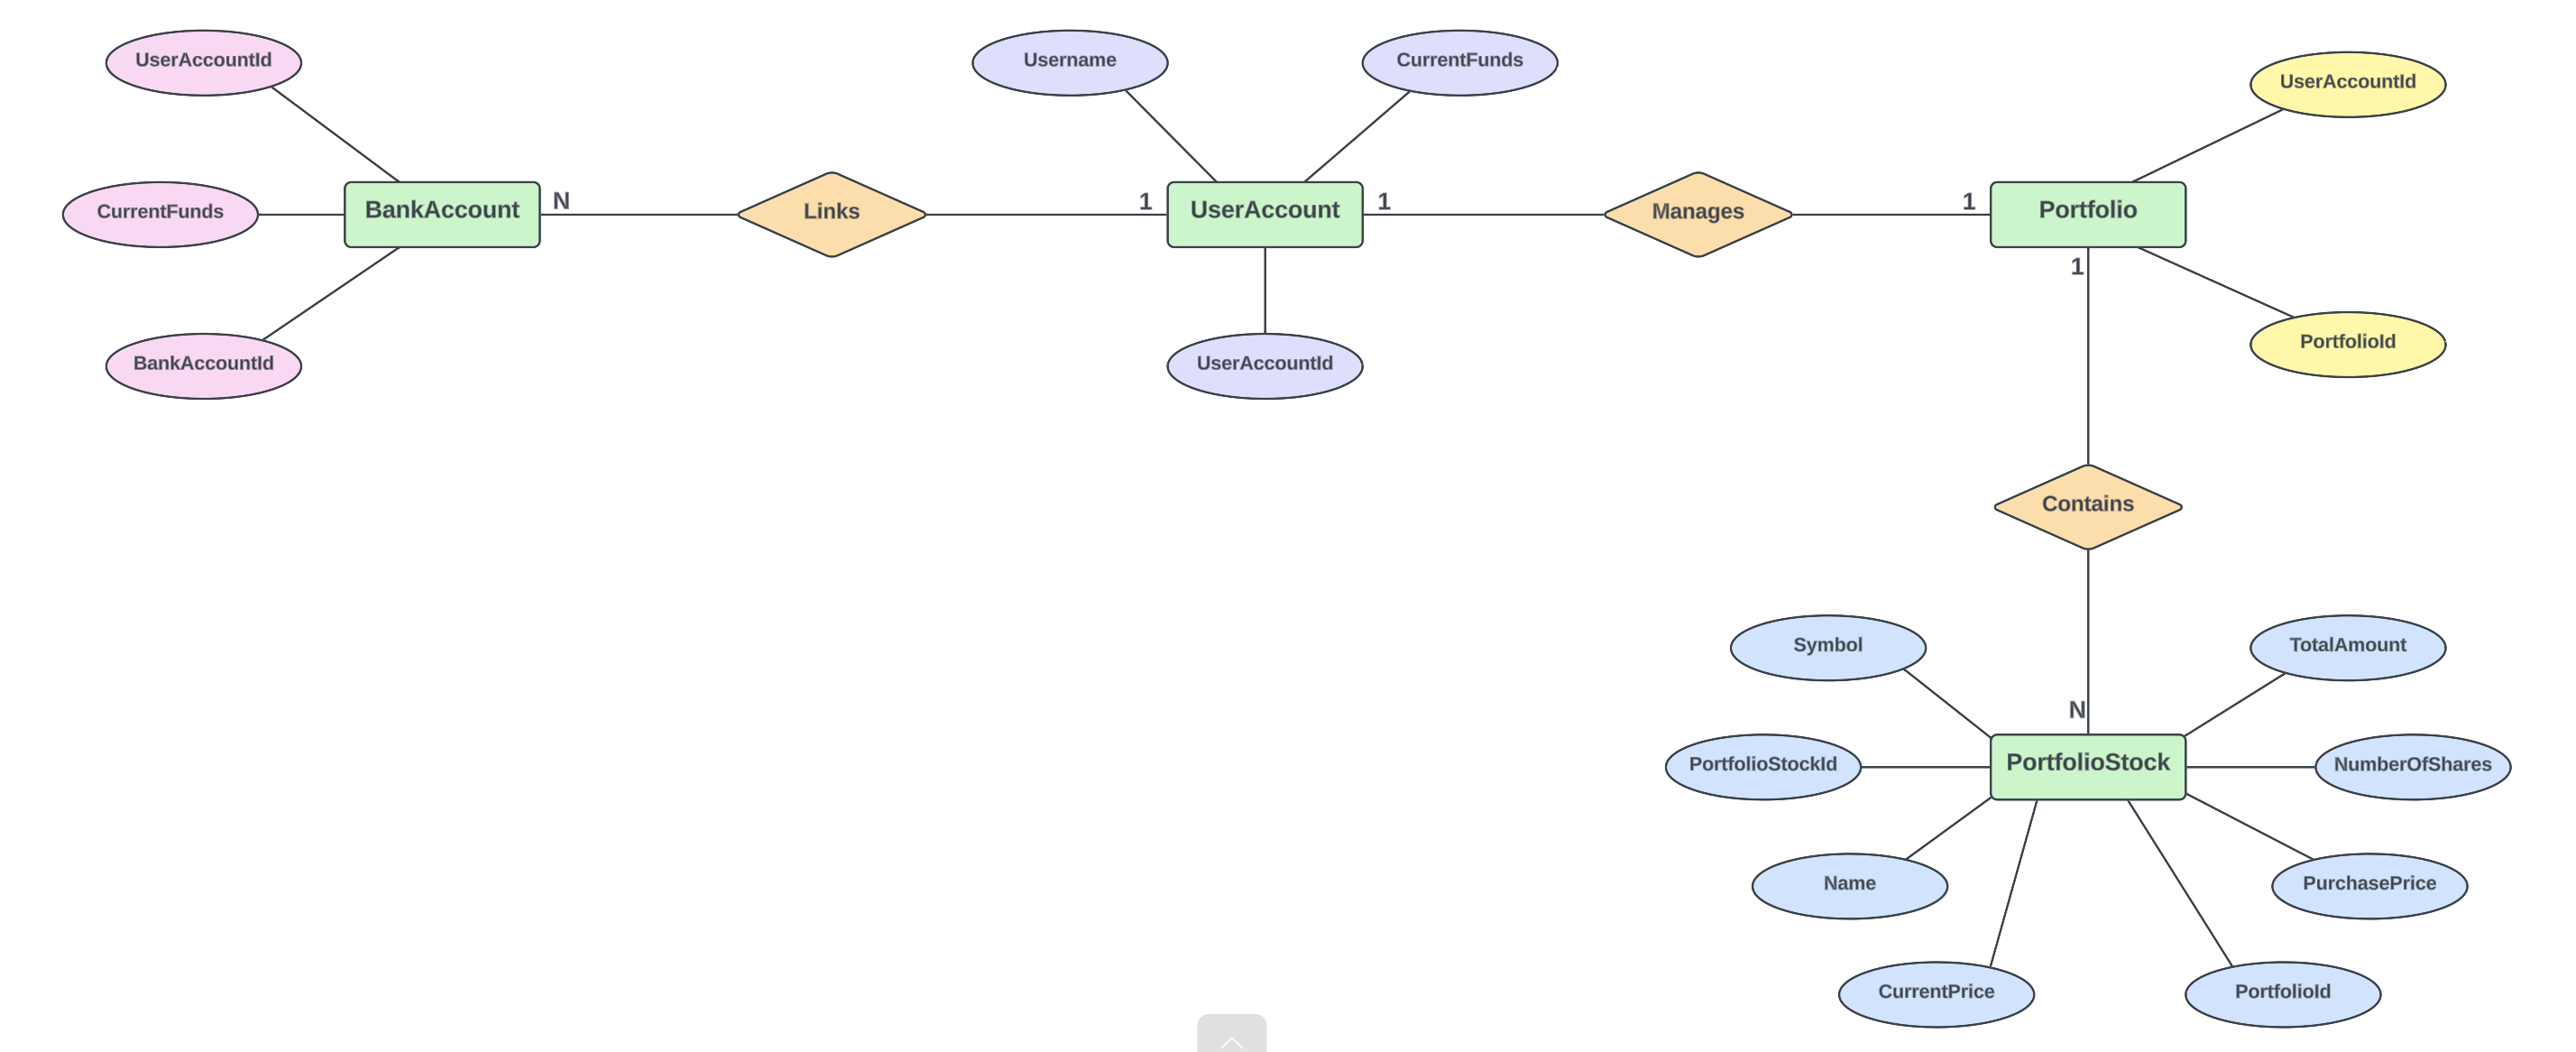 UserAccountId
Username
CurrentFunds
UserAccountId
CurrentFunds
BankAccount
N
Links
1
UserAccount
1
Manages
1
Portfolio
1
BankAccountId
UserAccountId
PortfolioId
Contains
Symbol
TotalAmount
N
PortfolioStockId
PortfolioStock
NumberOfShares
Name
PurchasePrice
CurrentPrice
PortfolioId